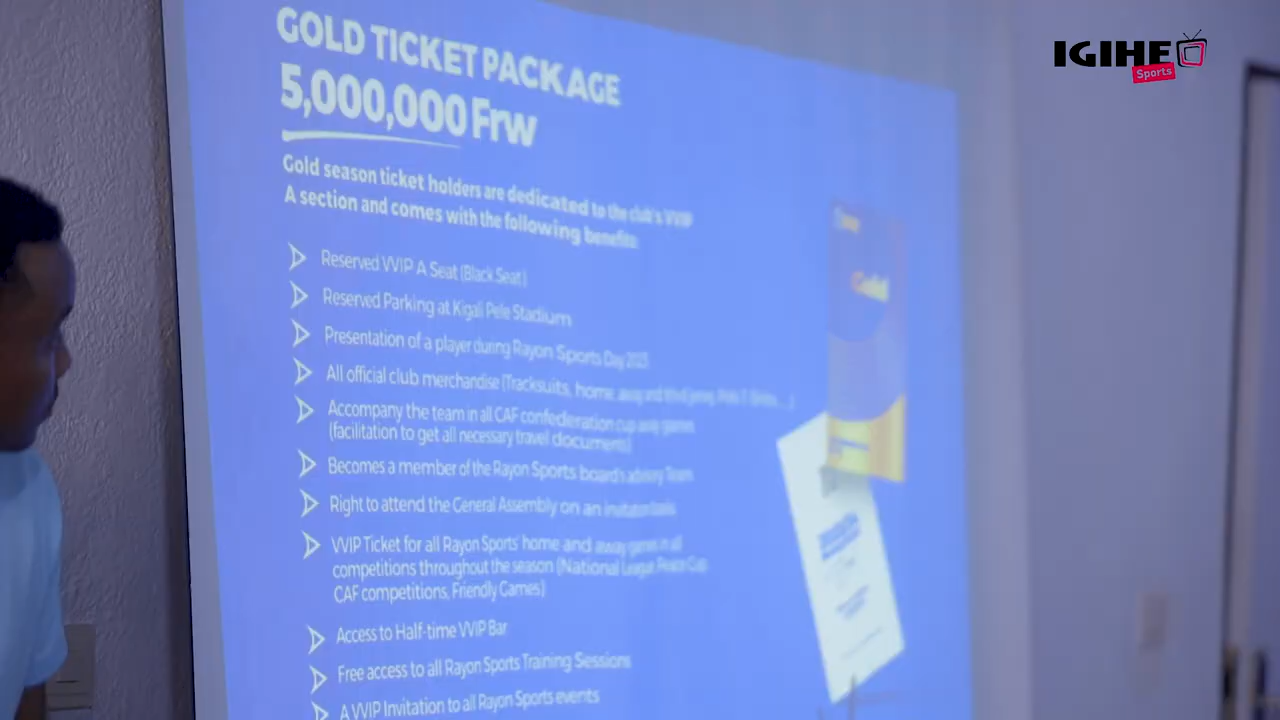 IGIHE
Sports
GOLD TICKET PACKAGE
5,000,000 Frw
Gold season ticket holders are dedicated to the club's VVIP
A section and comes with the following benefits
Reserved VVIP A Seat (Black Seat)
Reserved Parking at Kigali Pele Stadium
Presentation of a player during Rayon Sports Day 2023
All official club merchandise (Tracksuits, home, away and third jersey,
Accompany the team in all CAF confederation cup away games
(facilitation to get all necessary travel document)
Becomes a member of the Rayon Sports board's advisory Team
Right to attend the General Assembly on an invitation basis
VVIP Ticket for all Rayon Sports' home and away games in all
competitions throughout the season (National League, Peace Cup
CAF competitions, Friendly Games)
Access to Half-time VVIP Bar
Free access to all Rayon Sports Training Sessions
A VVIP Invitation to all Rayon Sports events
Gold